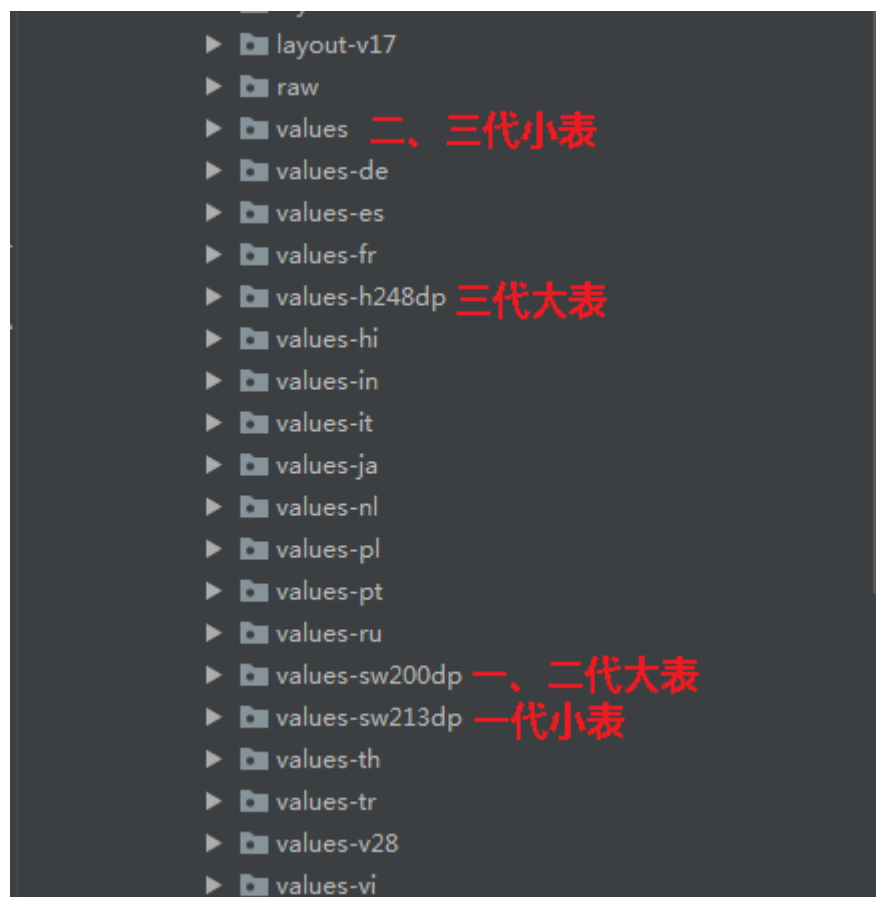 layout-v17
raw
values 二、三代小表
values-de
values-es
values-fr
values-h248dp 三代大表
values-hi
values-in
values-it
values-ja
values-nl
values-pl
values-pt
values-ru
values-sw200dp 一、二代大表
values-sw213dp 一代小表
values-th
values-tr
values-v28
values-vi